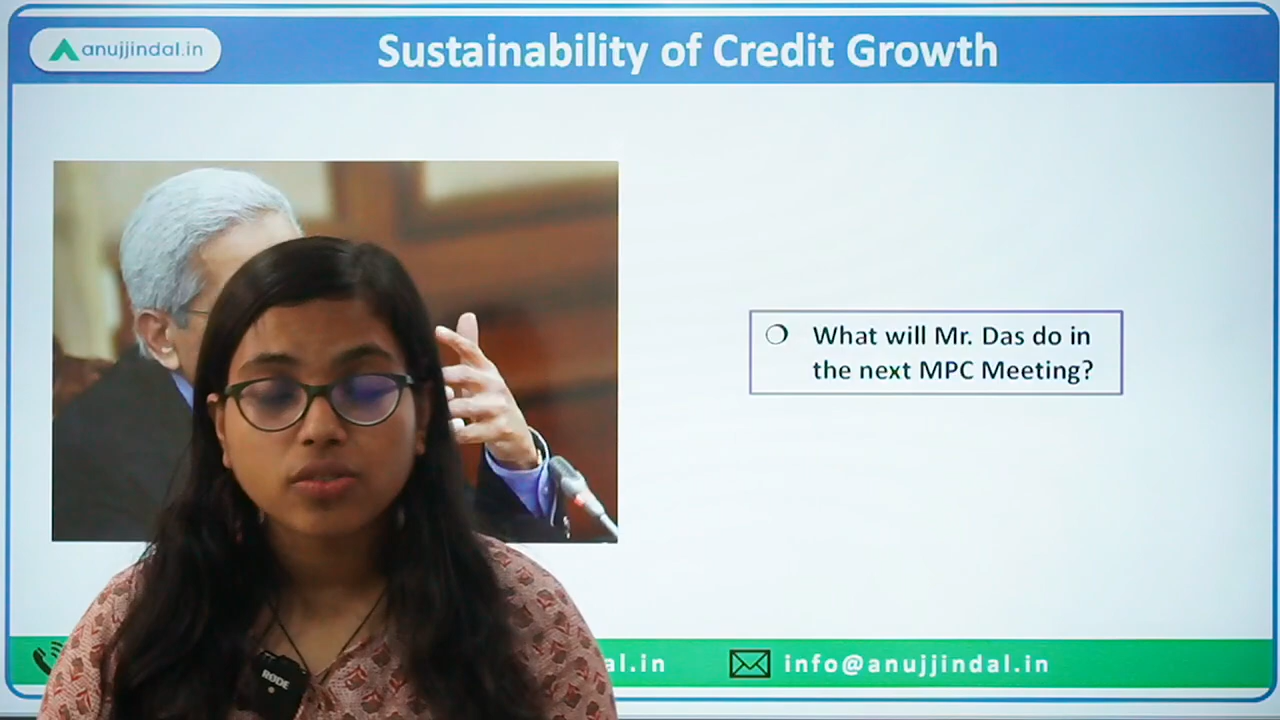 anujjindal.in
Sustainability of Credit Growth
What will Mr. Das do in
the next MPC Meeting?
al.in
info@anujjindal.in
RØDE